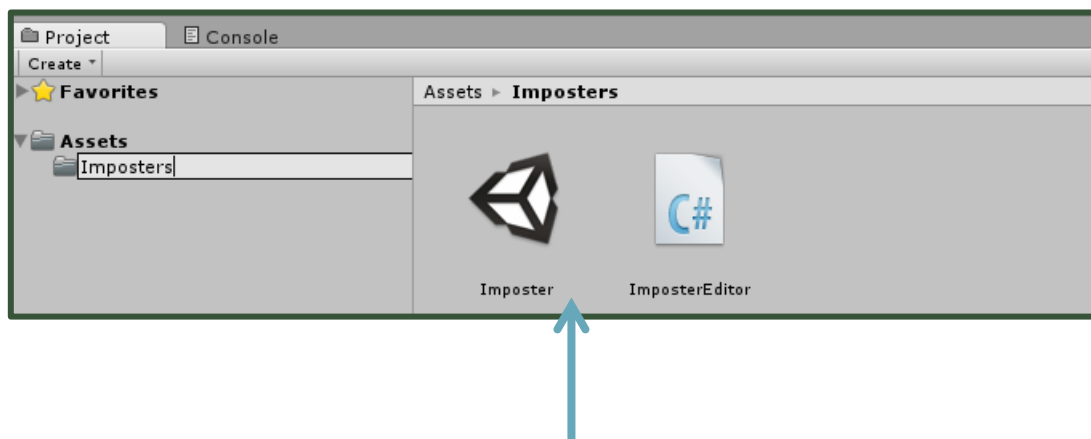 Project Console
Create
Favorites
Assets ▸ Imposters
Assets
Imposters
C#
Imposter ImposterEditor